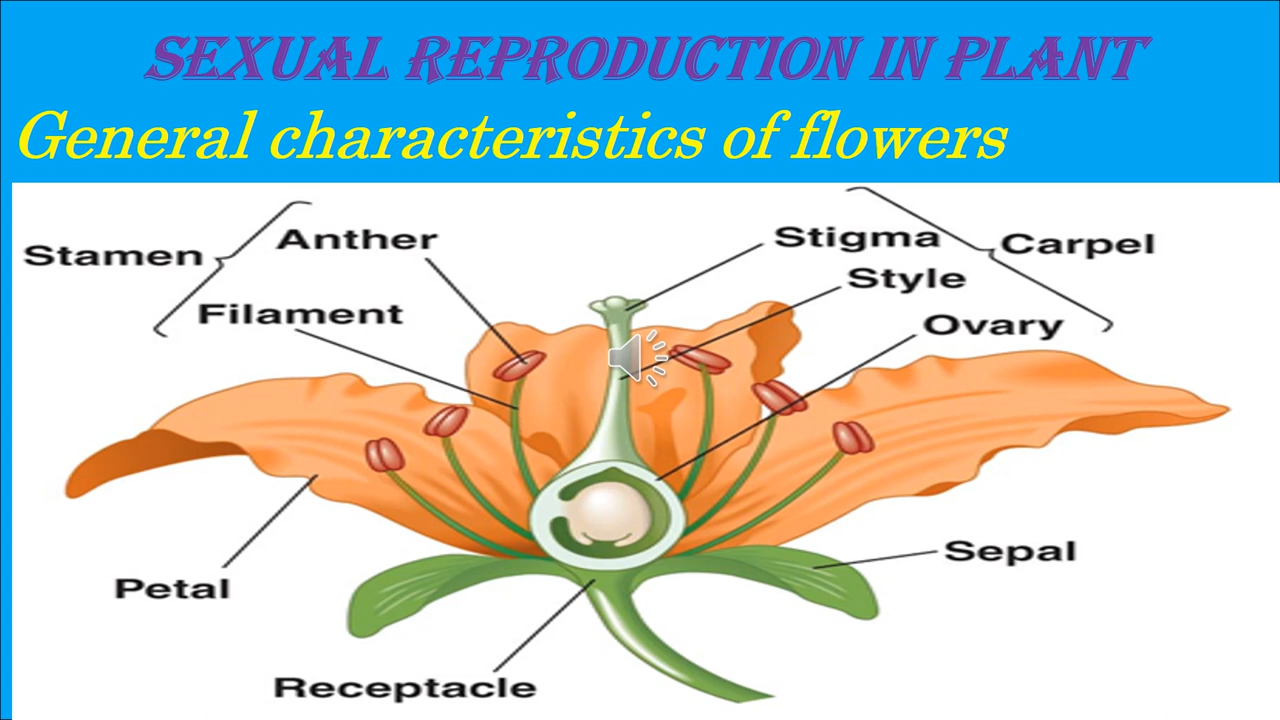 SEXUAL REPRODUCTION IN PLANT
General characteristics of flowers
Stamen
Anther
Filament
Stigma
Carpel
Style
Ovary
Petal
Sepal
Receptacle